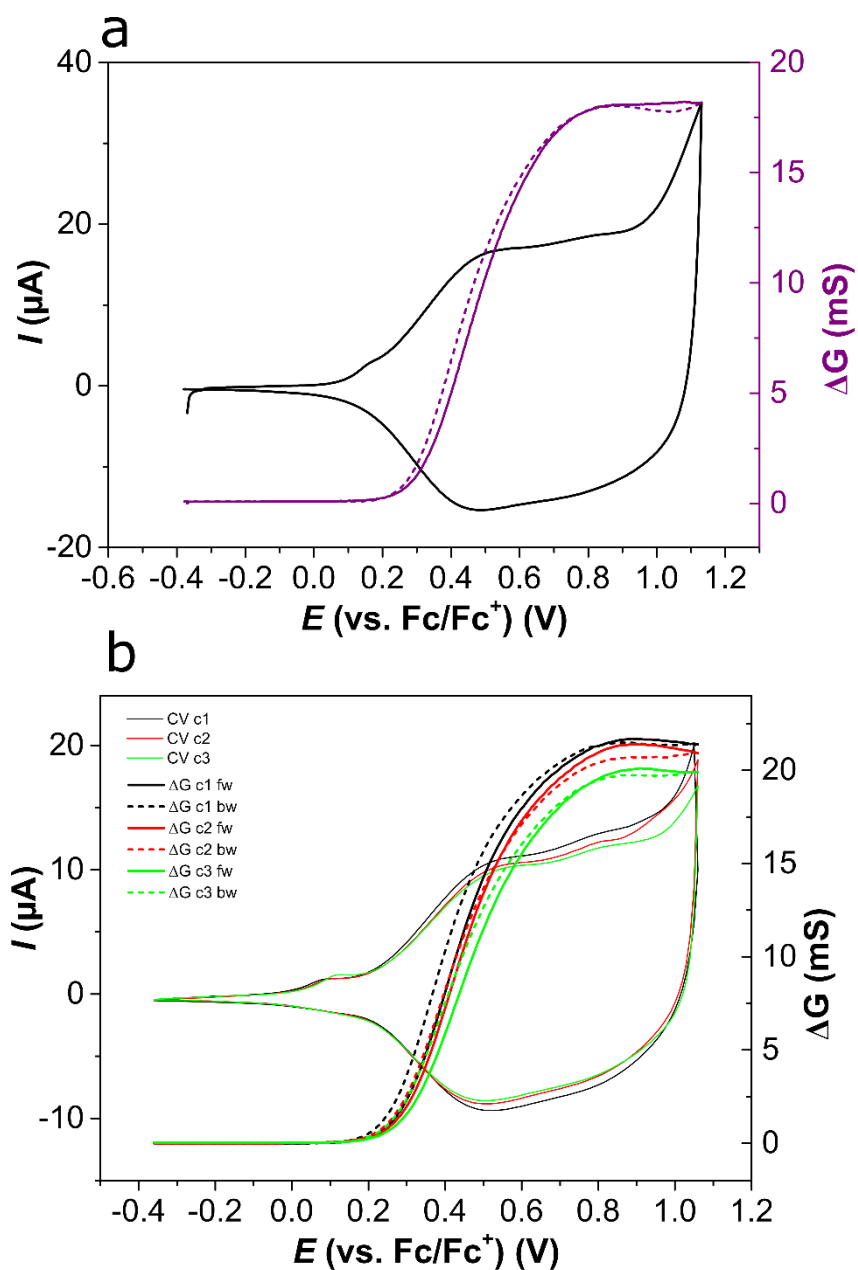 a
40
20
0
-20
I (µA)
20
15
10
5
0
ΔG (mS)
-0.6 -0.4 -0.2 0.0 0.2 0.4 0.6 0.8 1.0 1.2
E (vs. Fc/Fc⁺) (V)
b
CV c1
CV c2
CV c3
ΔG c1 fw
ΔG c1 bw
ΔG c2 fw
ΔG c2 bw
ΔG c3 fw
ΔG c3 bw
20
10
0
-10
I (µA)
20
15
10
5
0
ΔG (mS)
-0.4 -0.2 0.0 0.2 0.4 0.6 0.8 1.0 1.2
E (vs. Fc/Fc⁺) (V)